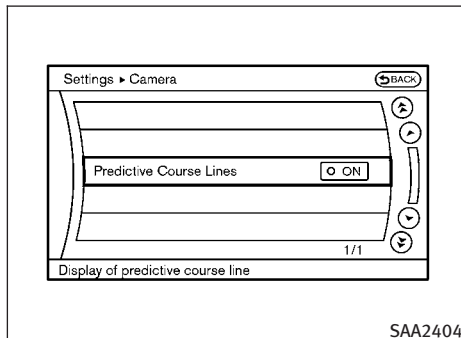 Settings ▸ Camera
BACK
Predictive Course Lines
ON
1/1
Display of predictive course line
SAA2404